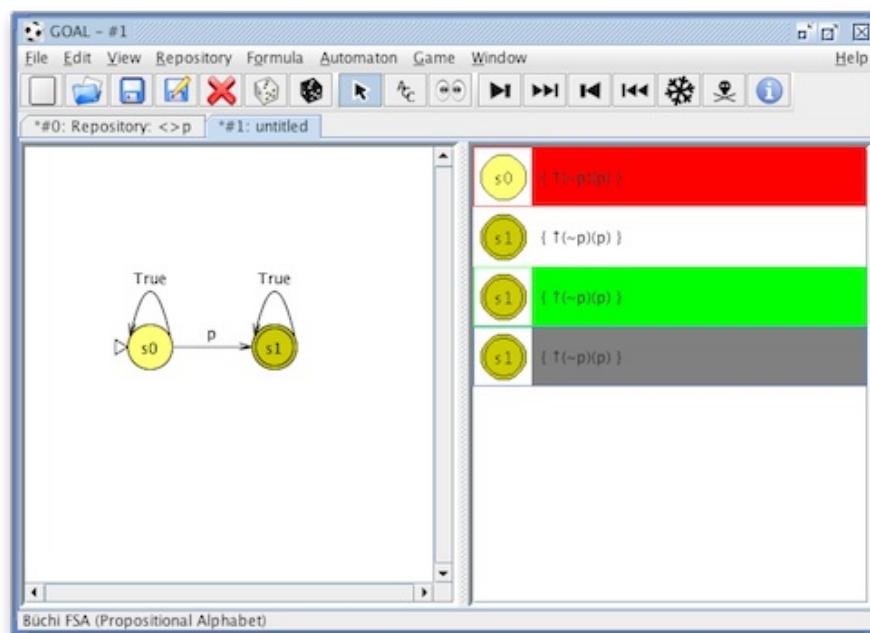 GOAL - #1
File Edit View Repository Formula Automaton Game Window Help
*#0: Repository: <>p *#1: untitled
s0 { ↑(~p)(p) }
s1 { ↑(~p)(p) }
s1 { ↑(~p)(p) }
s1 { ↑(~p)(p) }
True True
s0 p s1
Büchi FSA (Propositional Alphabet)